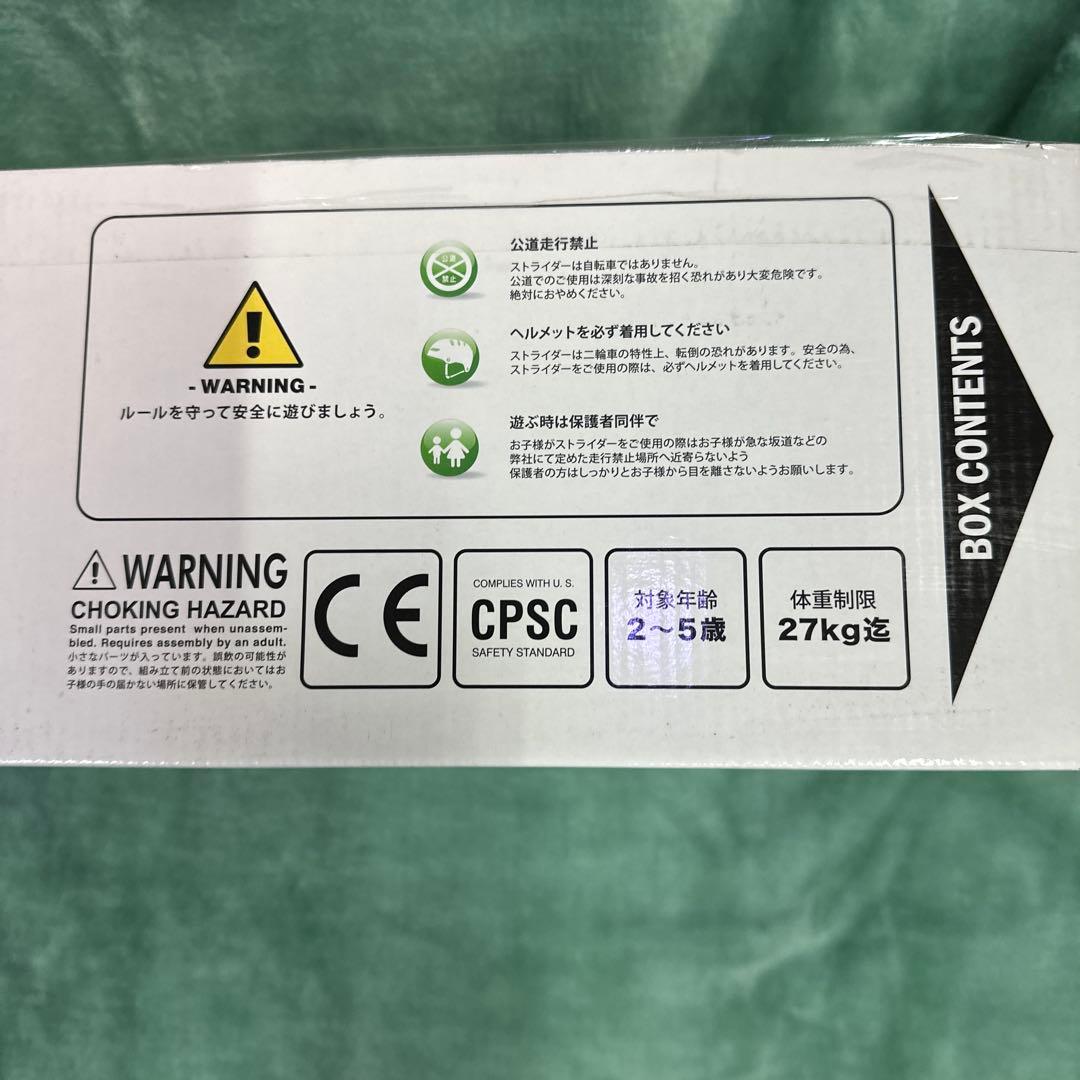 - WARNING -
ルールを守って安全に遊びましょう。
公道
禁止
公道走行禁止
ストライダーは自転車ではありません。
公道でのご使用は深刻な事故を招く恐れがあり大変危険です。
絶対におやめください。
ヘルメットを必ず着用してください
ストライダーは二輪車の特性上、転倒の恐れがあります。安全の為、
ストライダーをご使用の際は、必ずヘルメットを着用してください。
遊ぶ時は保護者同伴で
お子様がストライダーをご使用の際はお子様が急な坂道などの
弊社にて定めた走行禁止場所へ近寄らないよう
保護者の方はしっかりとお子様から目を離さないようお願いします。
BOX CONTENTS
WARNING
CHOKING HAZARD
Small parts present when unassem-
bled. Requires assembly by an adult.
小さなパーツが入っています。誤飲の可能性が
ありますので、組み立て前の状態においてはお
子様の手の届かない場所に保管してください。
CE
COMPLIES WITH U. S.
CPSC
SAFETY STANDARD
対象年齢
2〜5歳
体重制限
27kg迄